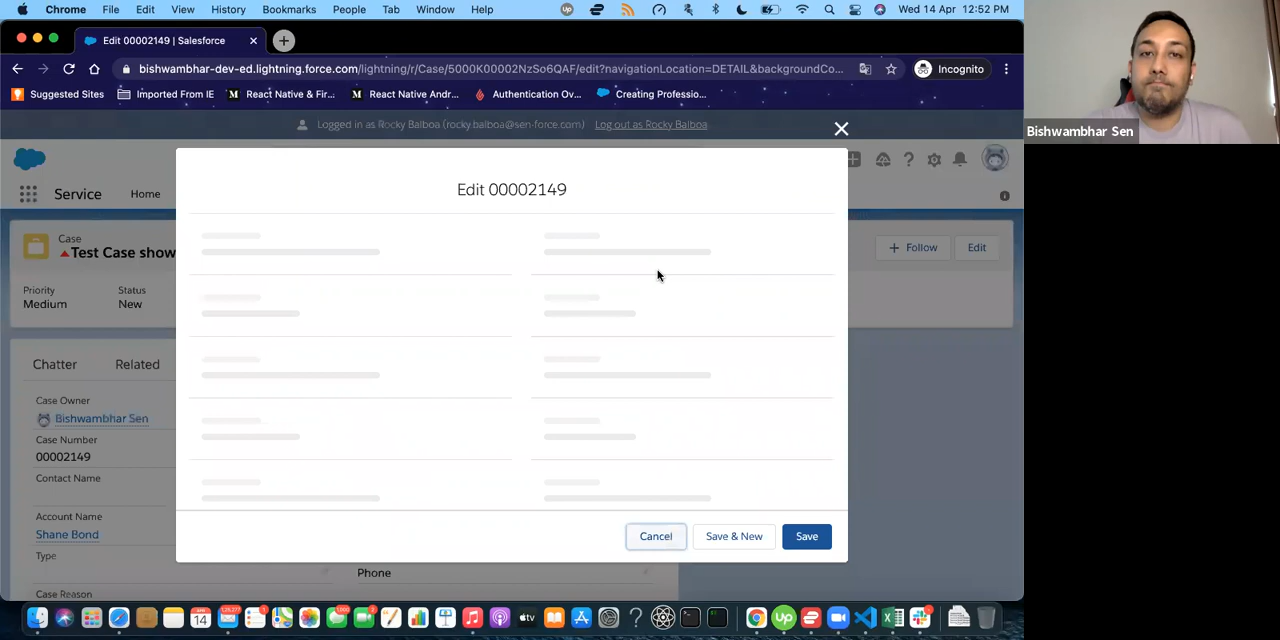 Chrome File Edit View History Bookmarks People Tab Window Help Wed 14 Apr 12:52 PM
Edit 00002149 | Salesforce
bishwambhar-dev-ed.lightning.force.com/lightning/r/Case/5000K00002NzSo6QAF/edit?navigationLocation=DETAIL&backgroundCo... Incognito
Suggested Sites Imported From IE React Native & Fir... React Native Andr... Authentication Ov... Creating Professio...
Logged in as Rocky Balboa (rocky.balboa@sen-force.com) Log out as Rocky Balboa
Bishwambhar Sen
Edit 00002149
Service Home
Case
Test Case show
Follow Edit
Priority Status
Medium New
Chatter Related
Case Owner
Bishwambhar Sen
Case Number
00002149
Contact Name
Account Name
Shane Bond
Type
Phone
Case Reason
Cancel Save & New Save